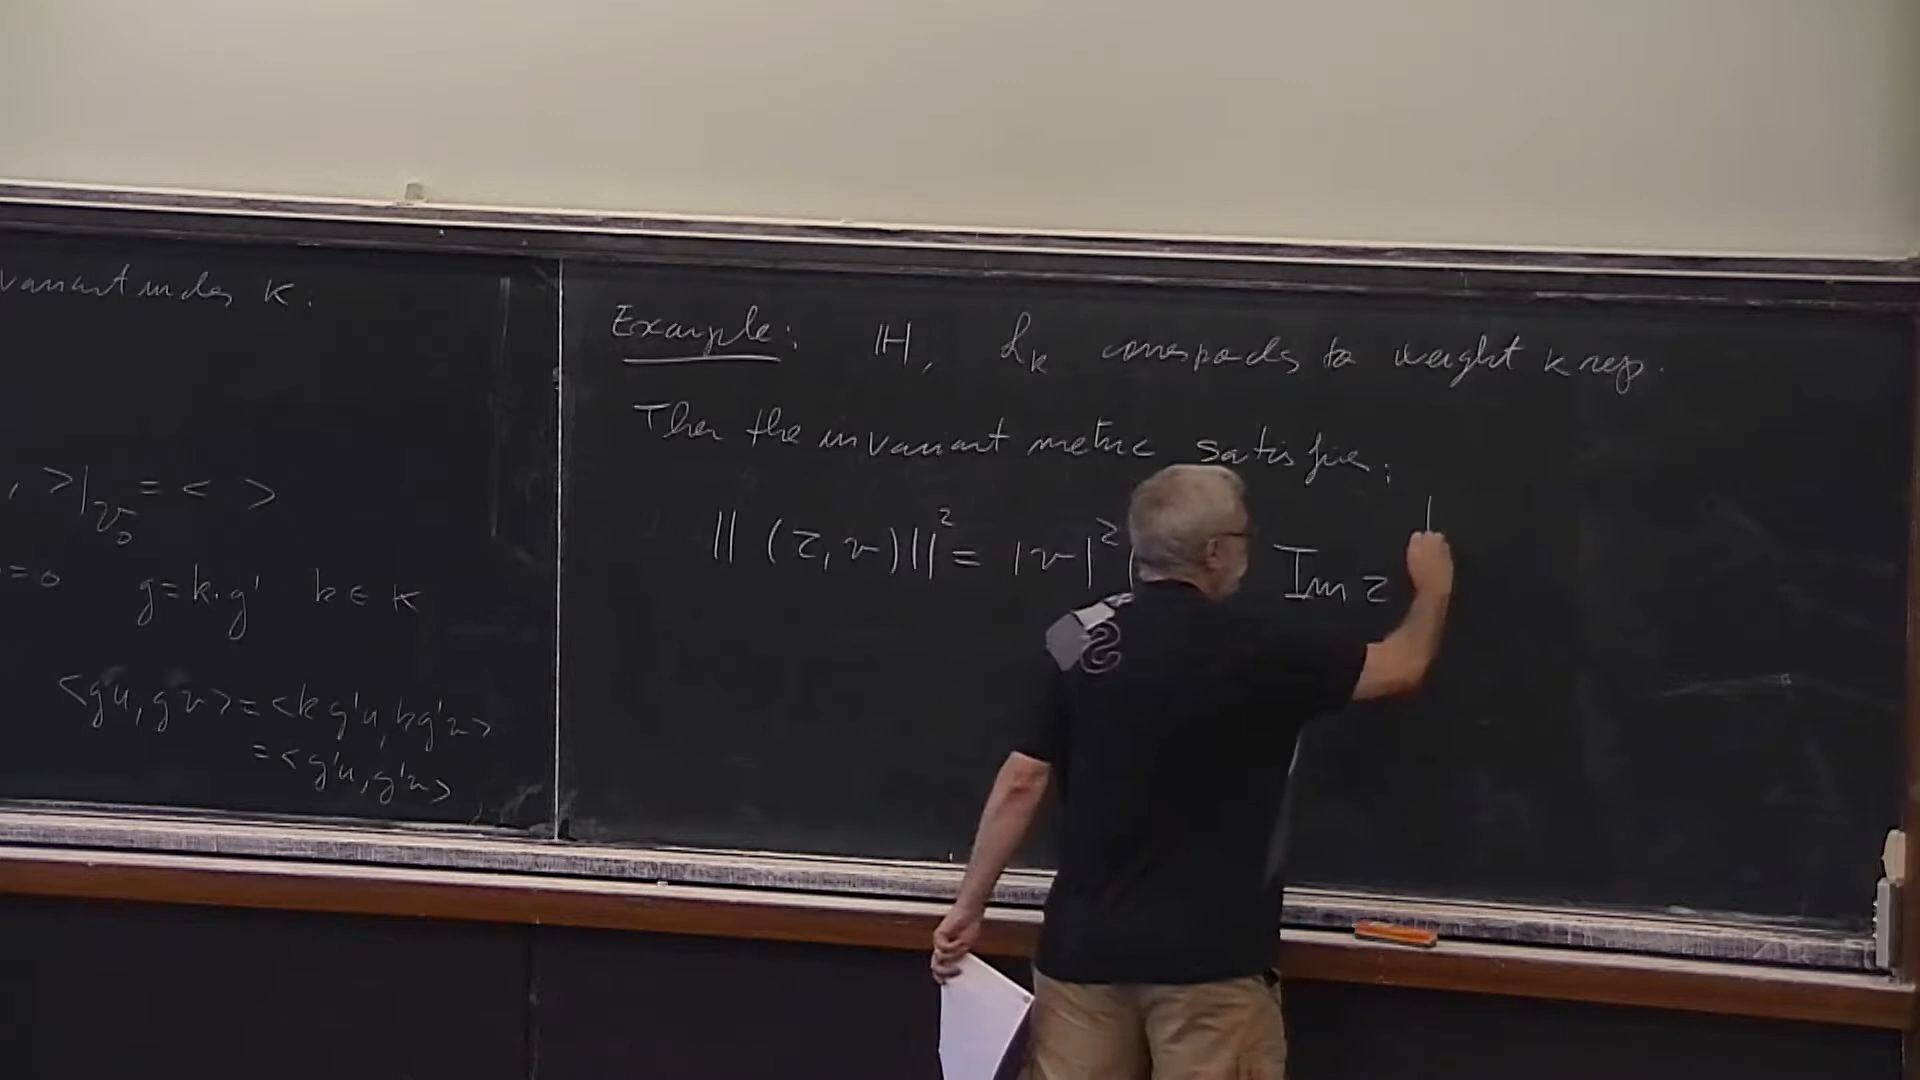 variant under K:
, >|_{v_0} = < >
=0 g=k·g' k ∈ K
<gu, gv> = <kg'u, kg'v>
= <g'u, g'v>
Example: ℍ, L_k corresponds to weight k rep.
Then the invariant metric satisfies:
||(τ,v)||^2 = |v|^2 Im τ